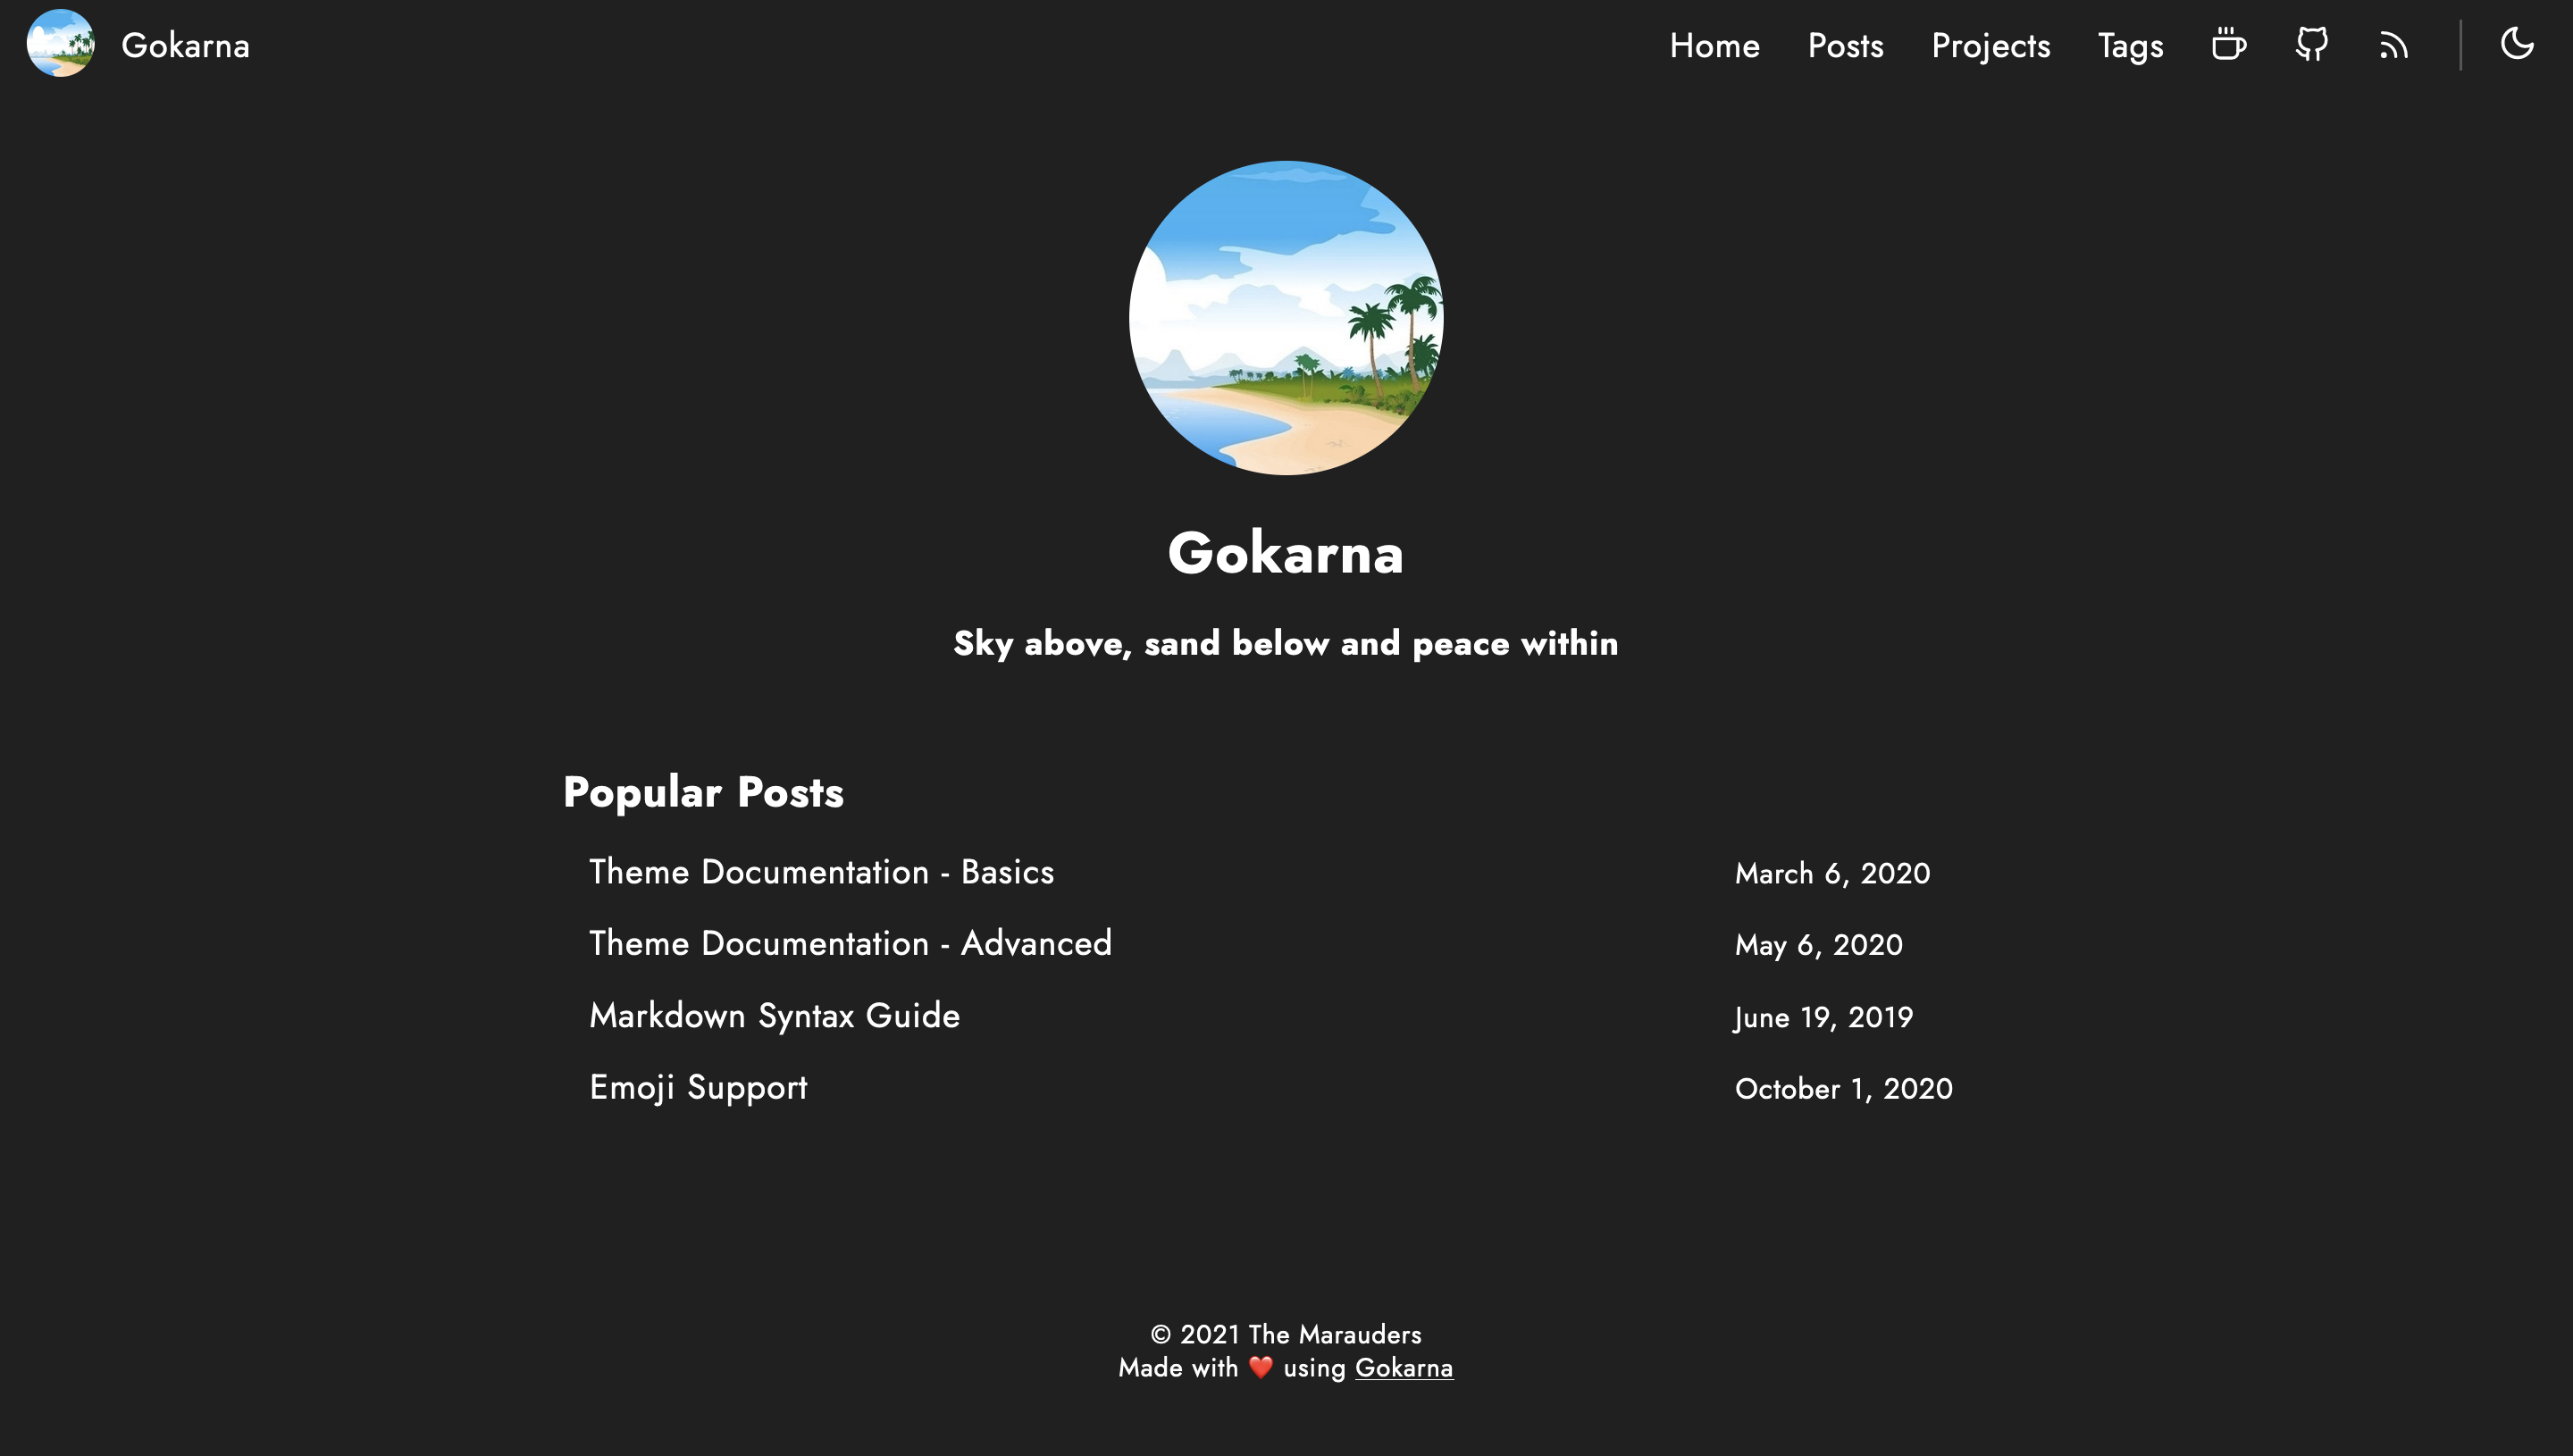 Gokarna
Home Posts Projects Tags
Gokarna
Sky above, sand below and peace within
Popular Posts
Theme Documentation - Basics March 6, 2020
Theme Documentation - Advanced May 6, 2020
Markdown Syntax Guide June 19, 2019
Emoji Support October 1, 2020
© 2021 The Marauders
Made with ❤️ using Gokarna